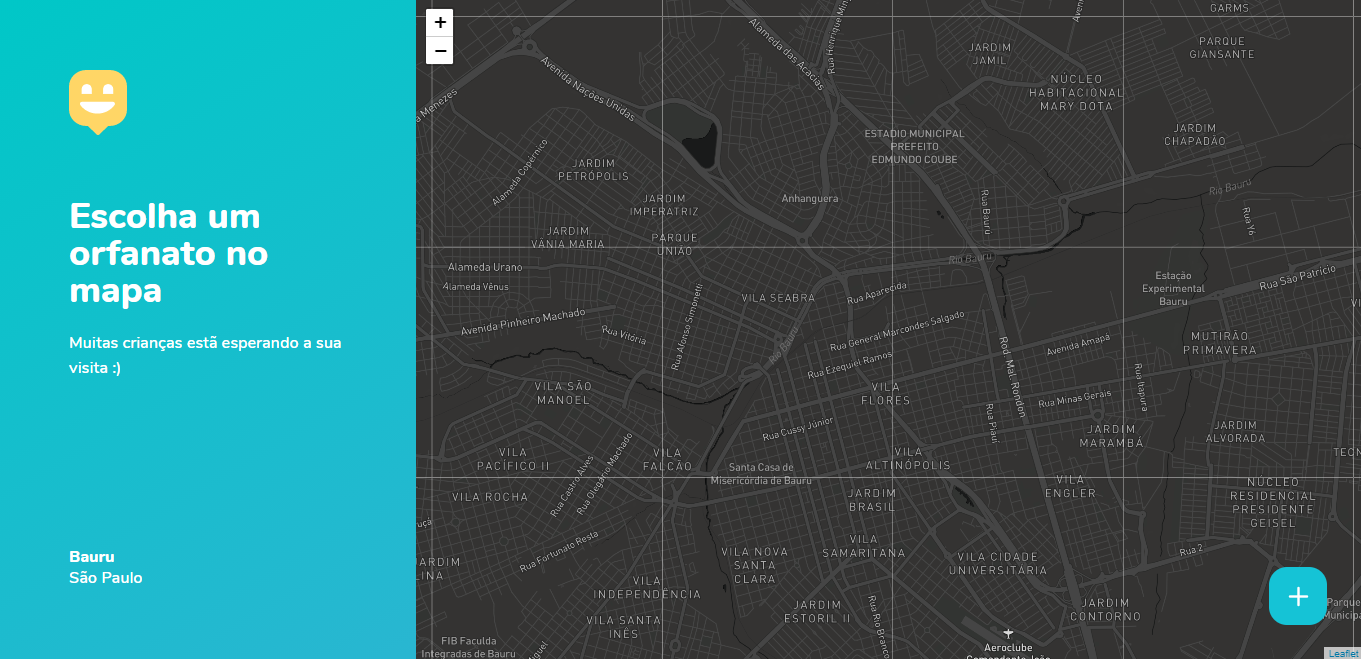 Escolha um
orfanato no
mapa
Muitas crianças estã esperando a sua
visita :)
Bauru
São Paulo
+
−
GARMS
Alameda das Acácias
JARDIM
JAMIL
PARQUE
GIANSANTE
Avenida Nações Unidas
NÚCLEO
HABITACIONAL
MARY DOTA
a Menezes
ESTADIO MUNICIPAL
PREFEITO
EDMUNDO COUBE
JARDIM
CHAPADÃO
Alameda Copérnico
JARDIM
PETRÓPOLIS
Rio Bauru
JARDIM
IMPERATRIZ
Anhanguera
Rua Bauru
Rua Y6
JARDIM
VÂNIA MARIA
PARQUE
UNIÃO
Rio Bauru
Alameda Urano
Alameda Vênus
Estação
Experimental
Bauru
Rua São Patrício
VILA SEABRA
Rua Aparecida
Avenida Pinheiro Machado
Rua Vitória
Rua Afonso Simonetti
Rio Bauru
Rua General Marcondes Salgado
Rua Ezequiel Ramos
Rod. Mal. Rondon
Avenida Amapá
MUTIRÃO
PRIMAVERA
VILA SÃO
MANOEL
VILA
FLORES
Rua Minas Gerais
Rua Itapura
Rua Piauí
Rua Cussy Júnior
JARDIM
MARAMBÁ
JARDIM
ALVORADA
VILA
PACÍFICO II
VILA
FALCÃO
VILA
ALTINÓPOLIS
TECN
Santa Casa de
Misericórdia de Bauru
Rua Castro Alves
Rua Olegário Machado
VILA ROCHA
JARDIM
BRASIL
VILA
ENGLER
NÚCLEO
RESIDENCIAL
PRESIDENTE
GEISEL
Rua Fortunato Resta
VILA NOVA
SANTA
CLARA
VILA
SAMARITANA
VILA CIDADE
UNIVERSITÁRIA
Rua 2
ARDIM
LINA
VILA
INDEPENDÊNCIA
JARDIM
ESTORIL II
JARDIM
CONTORNO
Parque
Municipa
VILA SANTA
INÊS
Rua Rio Branco
FIB Faculda
Integradas de Bauru
Aeroclube
Comandante João
Leaflet